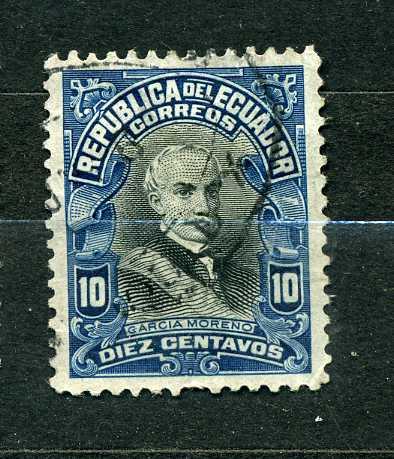 REPUBLICA DEL ECUADOR
CORREOS
10 10
GARCIA MORENO
DIEZ CENTAVOS